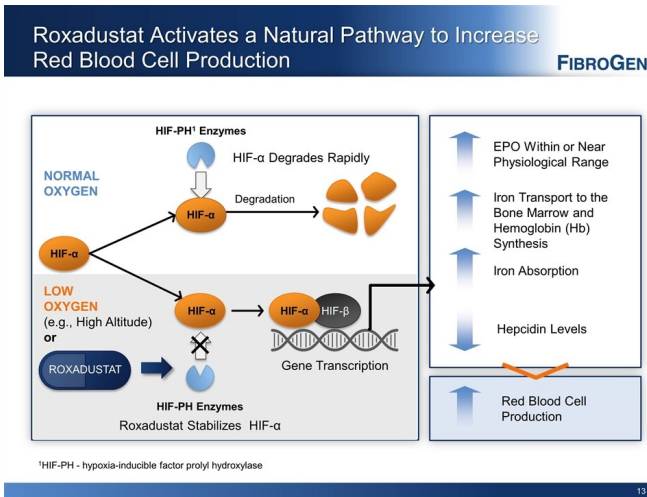 Roxadustat Activates a Natural Pathway to Increase
Red Blood Cell Production
FIBROGEN
HIF-PH¹ Enzymes
HIF-α Degrades Rapidly
NORMAL
OXYGEN
Degradation
HIF-α
HIF-α
LOW
OXYGEN
(e.g., High Altitude)
or
ROXADUSTAT
HIF-α
HIF-α
HIF-β
Gene Transcription
HIF-PH Enzymes
Roxadustat Stabilizes HIF-α
EPO Within or Near
Physiological Range
Iron Transport to the
Bone Marrow and
Hemoglobin (Hb)
Synthesis
Iron Absorption
Hepcidin Levels
Red Blood Cell
Production
¹HIF-PH - hypoxia-inducible factor prolyl hydroxylase
13